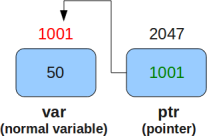 1001 2047
50 1001
var ptr
(normal variable) (pointer)